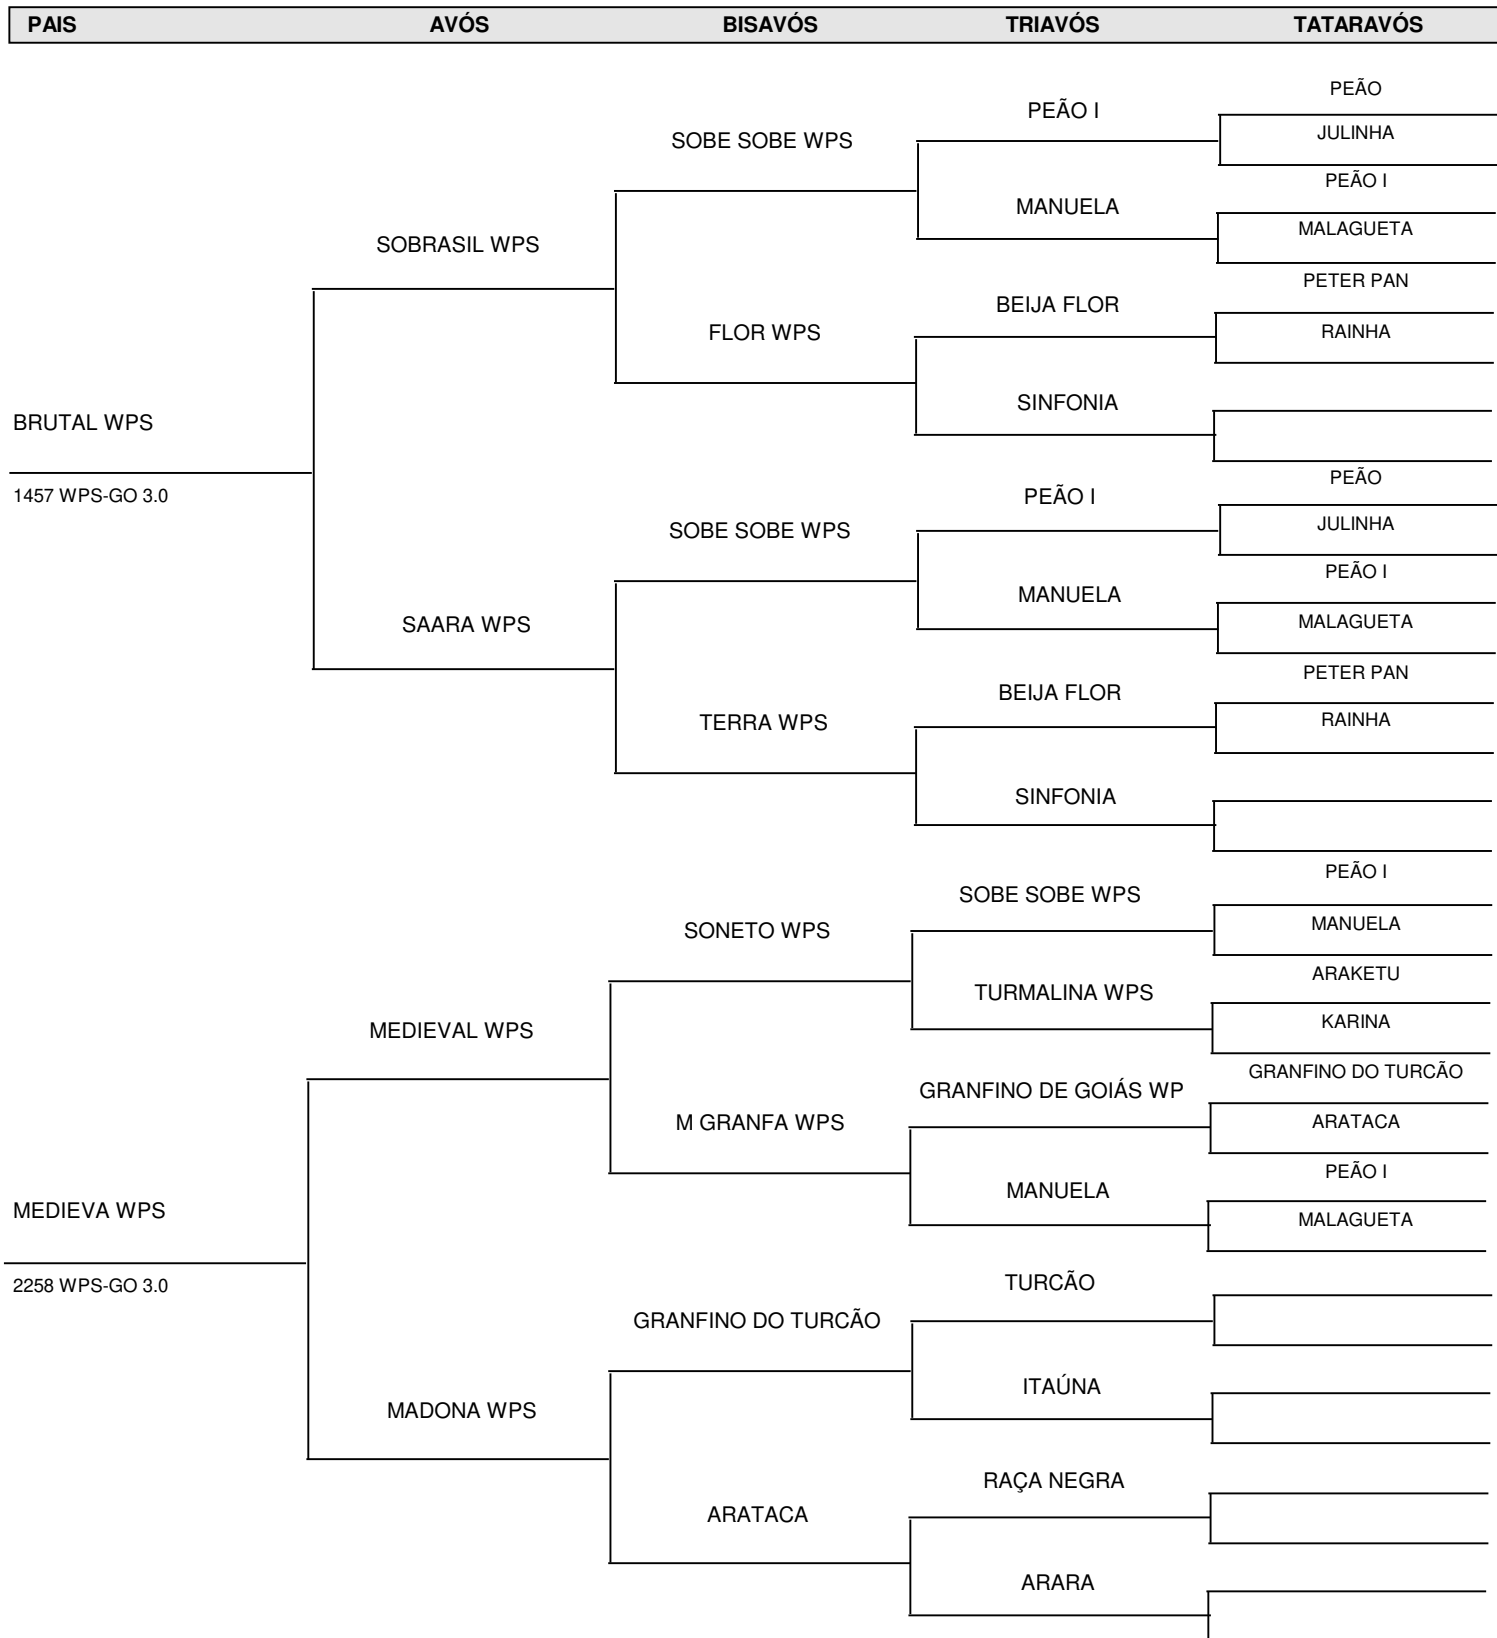 PAIS AVÓS BISAVÓS TRIAVÓS TATARAVÓS
PEÃO
PEÃO I
JULINHA
SOBE SOBE WPS
PEÃO I
MANUELA
MALAGUETA
SOBRASIL WPS
PETER PAN
BEIJA FLOR
RAINHA
FLOR WPS
SINFONIA
BRUTAL WPS
PEÃO
1457 WPS-GO 3.0
PEÃO I
JULINHA
SOBE SOBE WPS
PEÃO I
MANUELA
MALAGUETA
SAARA WPS
PETER PAN
BEIJA FLOR
RAINHA
TERRA WPS
SINFONIA
PEÃO I
SOBE SOBE WPS
MANUELA
SONETO WPS
ARAKETU
TURMALINA WPS
KARINA
MEDIEVAL WPS
GRANFINO DO TURCÃO
GRANFINO DE GOIÁS WP
ARATACA
M GRANFA WPS
PEÃO I
MANUELA
MALAGUETA
MEDIEVA WPS
TURCÃO
2258 WPS-GO 3.0
GRANFINO DO TURCÃO
ITAÚNA
MADONA WPS
RAÇA NEGRA
ARATACA
ARARA